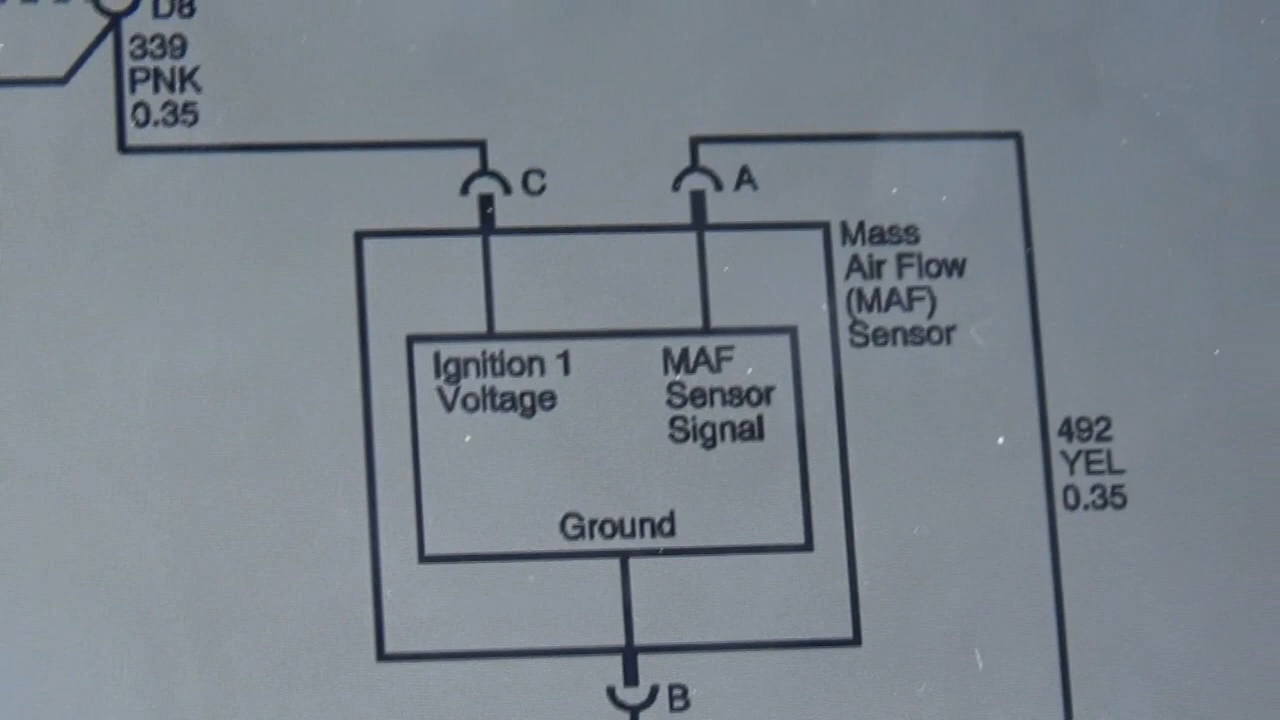 D8
339
PNK
0.35
C
A
Mass
Air Flow
(MAF)
Sensor
Ignition 1
Voltage
MAF
Sensor
Signal
Ground
492
YEL
0.35
B